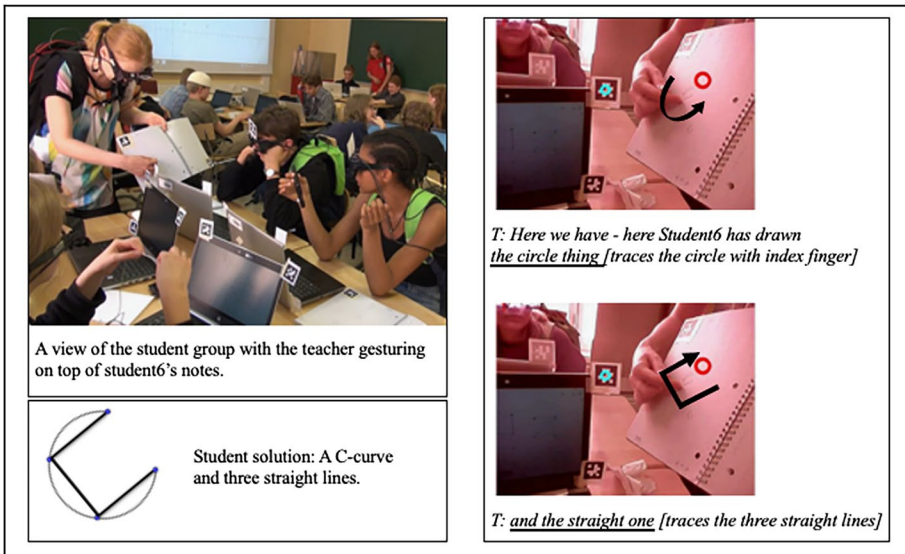 A view of the student group with the teacher gesturing
on top of student6's notes.
Student solution: A C-curve
and three straight lines.
T: Here we have - here Student6 has drawn
the circle thing [traces the circle with index finger]
T: and the straight one [traces the three straight lines]